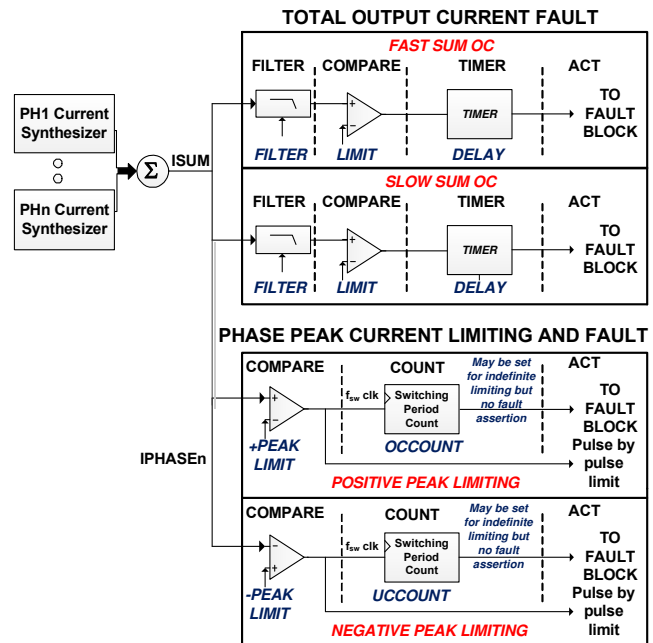 TOTAL OUTPUT CURRENT FAULT
FAST SUM OC
FILTER COMPARE TIMER ACT
PH1 Current
Synthesizer
PHn Current
Synthesizer
Σ
ISUM
+
−
TIMER
TO
FAULT
BLOCK
FILTER LIMIT DELAY
SLOW SUM OC
FILTER COMPARE TIMER ACT
+
−
TIMER
TO
FAULT
BLOCK
FILTER LIMIT DELAY
PHASE PEAK CURRENT LIMITING AND FAULT
COMPARE COUNT ACT
May be set
for indefinite
limiting but
no fault
assertion
fsw clk
Switching
Period
Count
+
−
TO
FAULT
BLOCK
Pulse by
pulse
limit
+PEAK
LIMIT
OCCOUNT
POSITIVE PEAK LIMITING
IPHASEn
COMPARE COUNT ACT
May be set
for indefinite
limiting but
no fault
assertion
fsw clk
Switching
Period
Count
−
+
TO
FAULT
BLOCK
Pulse by
pulse
limit
-PEAK
LIMIT
UCCOUNT
NEGATIVE PEAK LIMITING